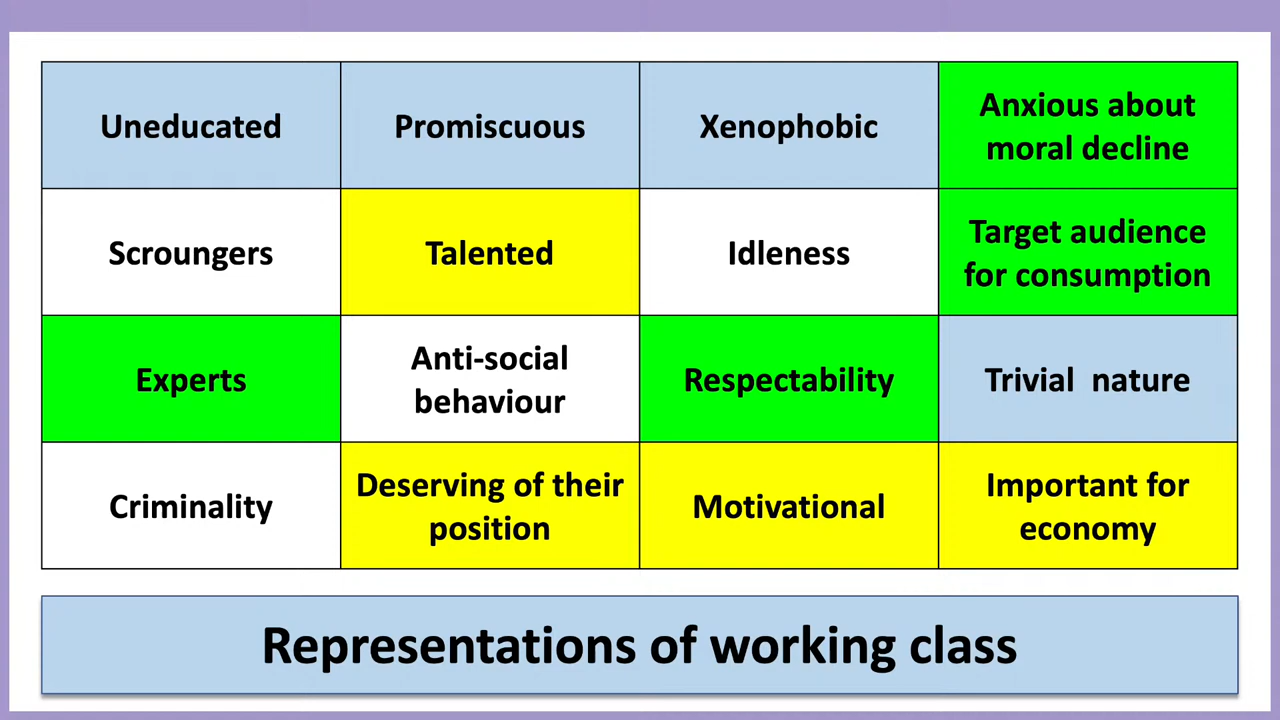 Uneducated
Promiscuous
Xenophobic
Anxious about
moral decline
Scroungers
Talented
Idleness
Target audience
for consumption
Experts
Anti-social
behaviour
Respectability
Trivial nature
Criminality
Deserving of their
position
Motivational
Important for
economy
Representations of working class